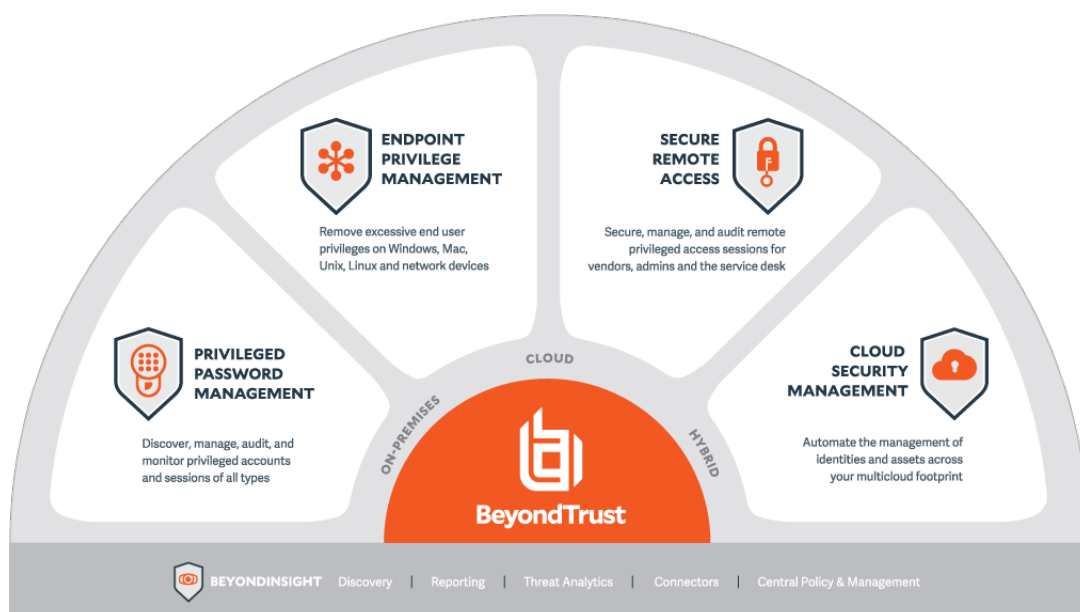 ENDPOINT
PRIVILEGE
MANAGEMENT
Remove excessive end user
privileges on Windows, Mac,
Unix, Linux and network devices
SECURE
REMOTE
ACCESS
Secure, manage, and audit remote
privileged access sessions for
vendors, admins and the service desk
PRIVILEGED
PASSWORD
MANAGEMENT
Discover, manage, audit, and
monitor privileged accounts
and sessions of all types
CLOUD
SECURITY
MANAGEMENT
Automate the management of
identities and assets across
your multicloud footprint
ON-PREMISES
CLOUD
HYBRID
BeyondTrust
BEYONDINSIGHT Discovery | Reporting | Threat Analytics | Connectors | Central Policy & Management